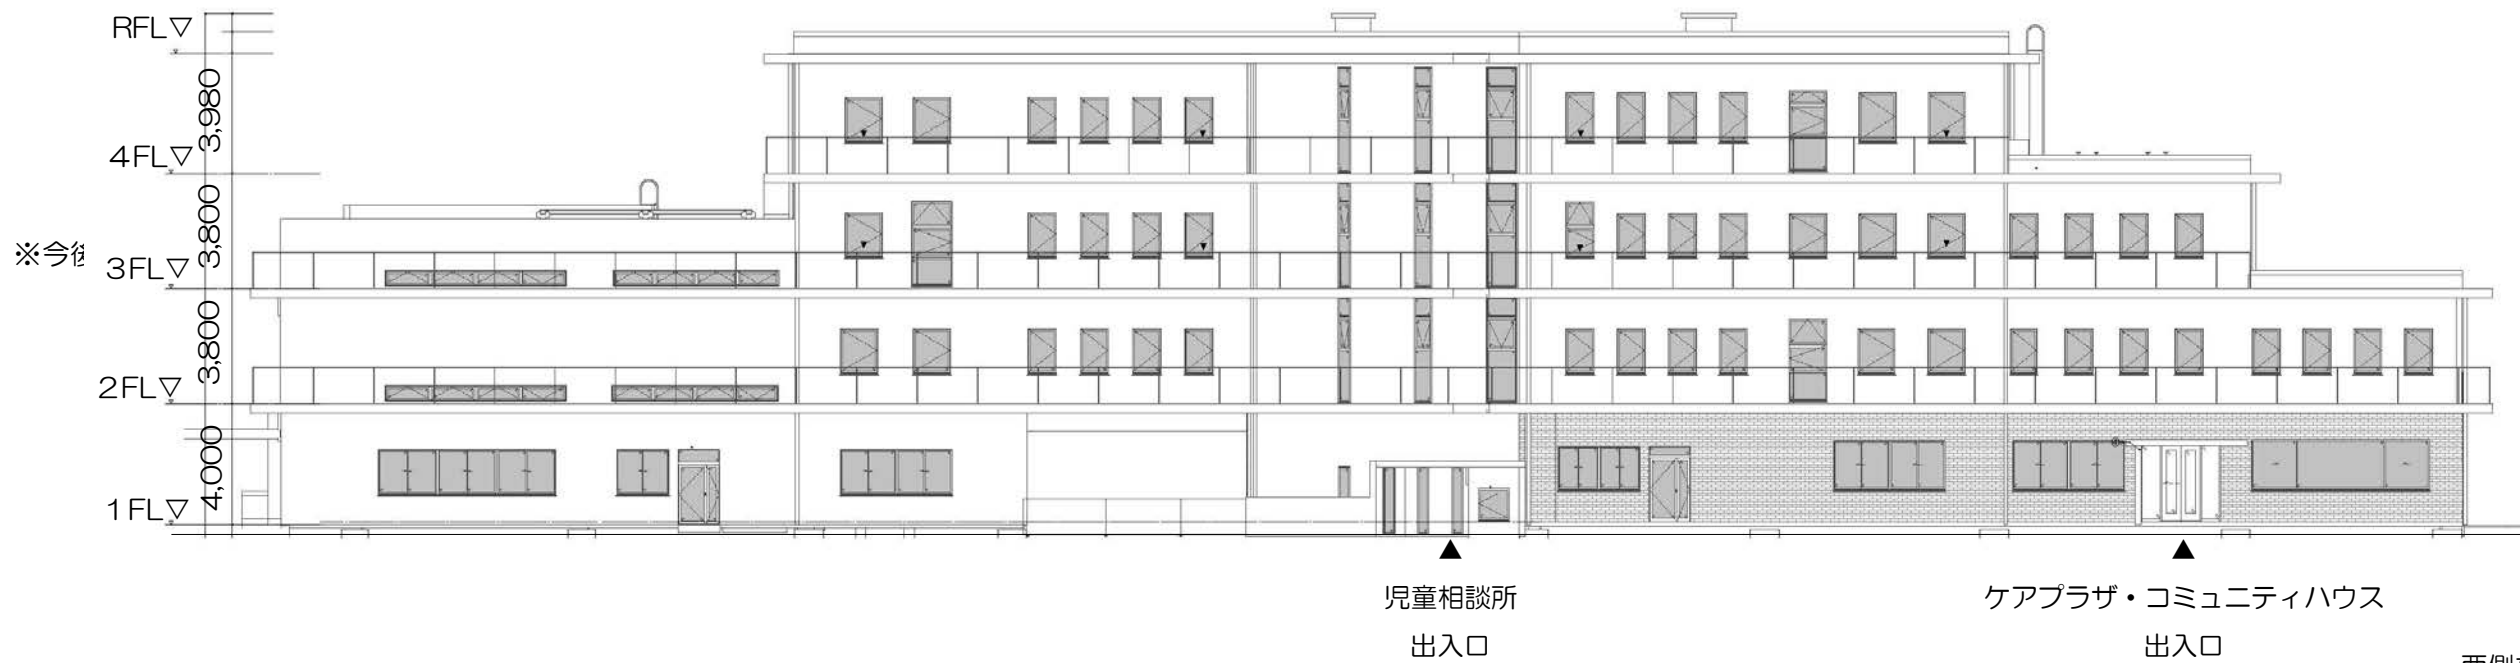 RFL▽
3,980
4FL▽
3,800
※今後
3FL▽
3,800
2FL▽
4,000
1FL▽
▲ ▲
児童相談所 ケアプラザ・コミュニティハウス
出入口 出入口